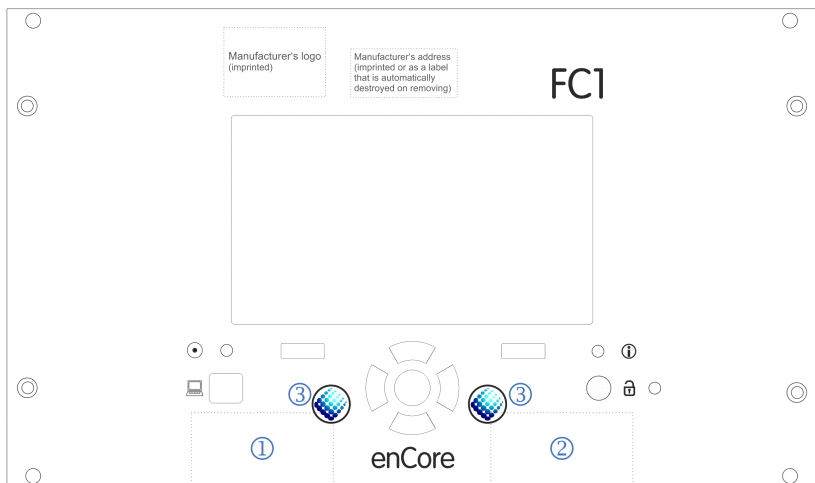 Manufacturer's logo
(imprinted)
Manufacturer's address
(imprinted or as a label
that is automatically
destroyed on removing)
FC1
③
③
①
②
enCore